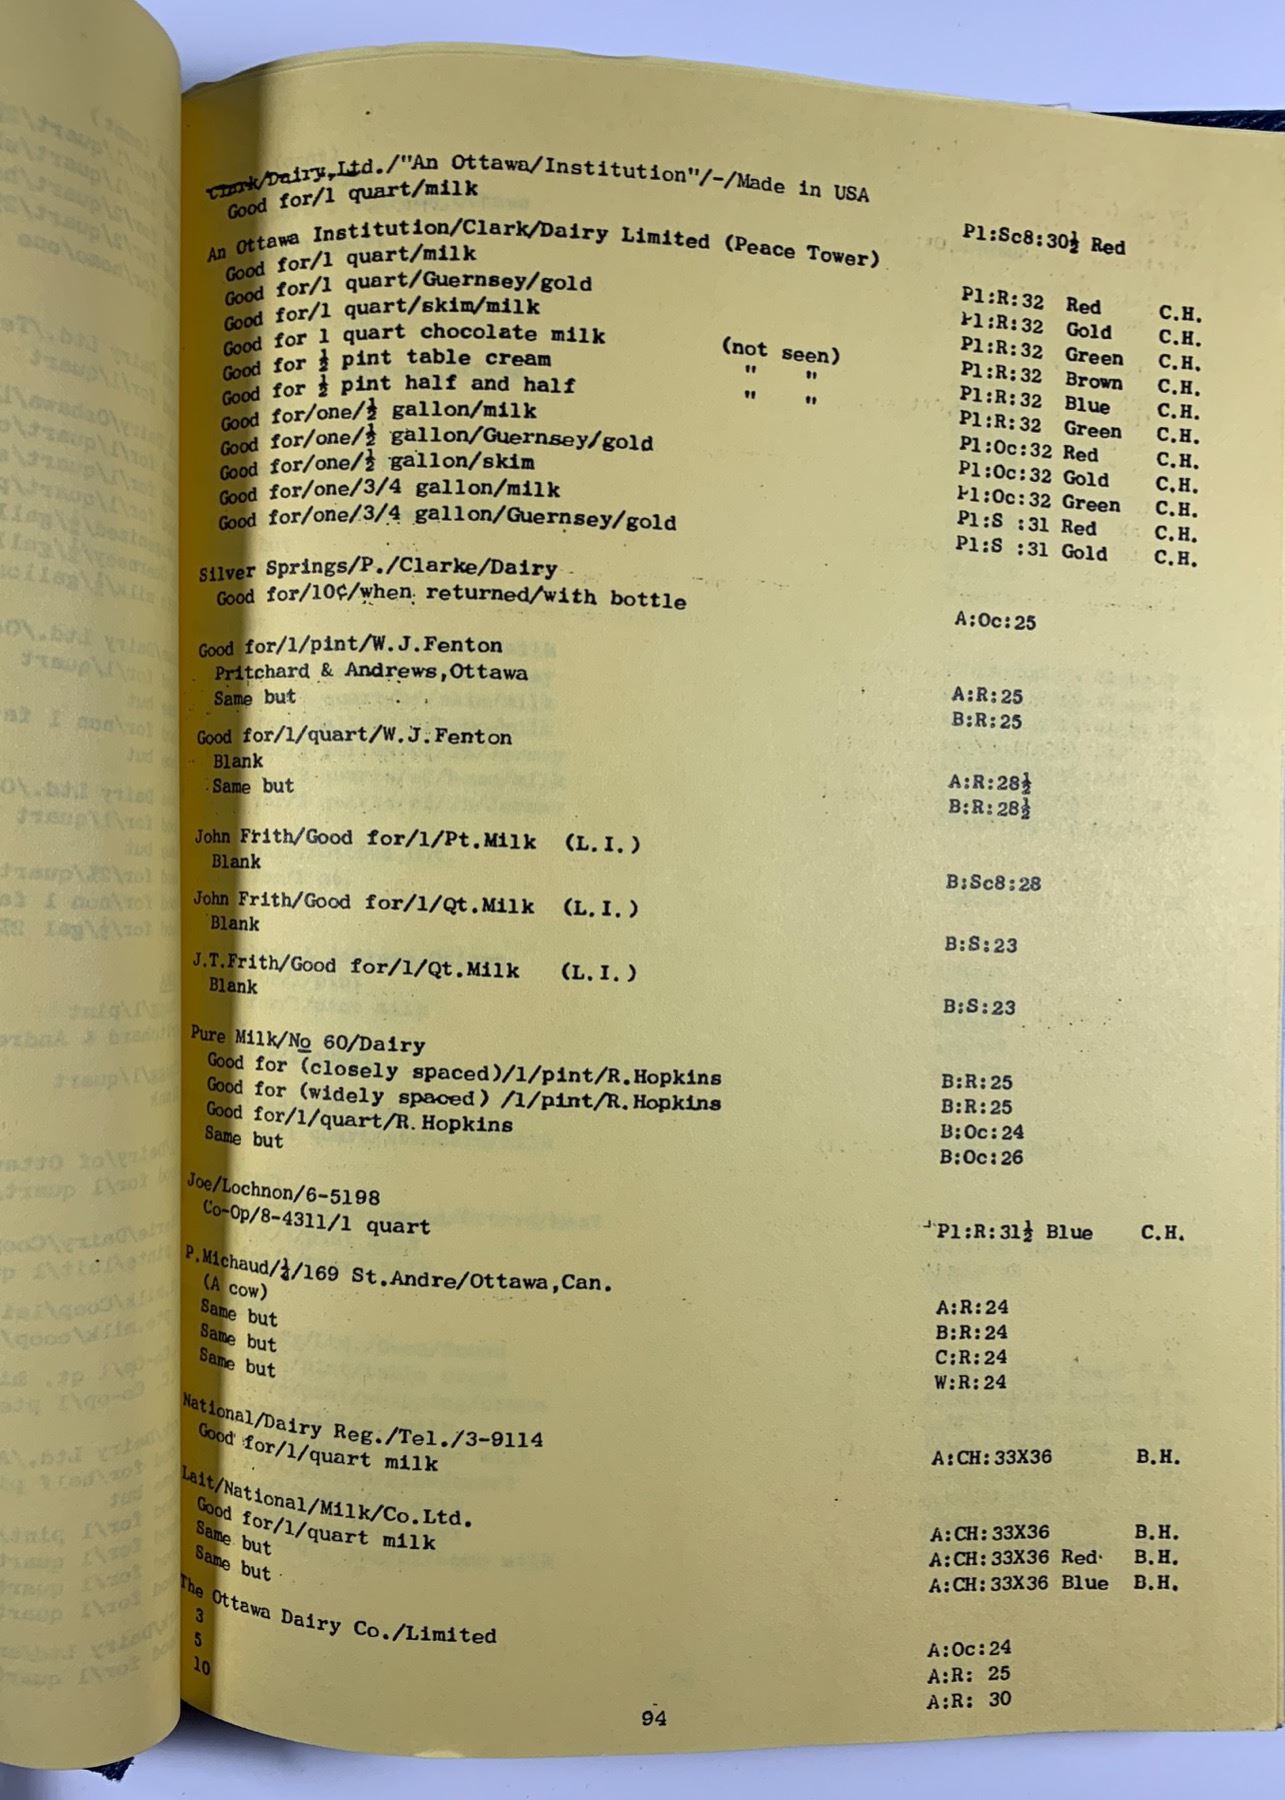 Clark/Dairy,Ltd./"An Ottawa/Institution"/-/Made in USA
Good for/1 quart/milk Pl:Sc8:30½ Red
An Ottawa Institution/Clark/Dairy Limited (Peace Tower)
Good for/1 quart/milk Pl:R:32 Red C.H.
Good for/1 quart/Guernsey/gold Pl:R:32 Gold C.H.
Good for/1 quart/skim/milk Pl:R:32 Green C.H.
Good for 1 quart chocolate milk (not seen) Pl:R:32 Brown C.H.
Good for ½ pint table cream " " Pl:R:32 Blue C.H.
Good for ½ pint half and half " " Pl:R:32 Green C.H.
Good for/one/½ gallon/milk Pl:Oc:32 Red C.H.
Good for/one/½ gallon/Guernsey/gold Pl:Oc:32 Gold C.H.
Good for/one/½ gallon/skim Pl:Oc:32 Green C.H.
Good for/one/3/4 gallon/milk Pl:S :31 Red C.H.
Good for/one/3/4 gallon/Guernsey/gold Pl:S :31 Gold C.H.
Silver Springs/P./Clarke/Dairy
Good for/10¢/when returned/with bottle A:Oc:25
Good for/1/pint/W.J.Fenton
Pritchard & Andrews,Ottawa A:R:25
Same but B:R:25
Good for/1/quart/W.J.Fenton
Blank A:R:28½
Same but B:R:28½
John Frith/Good for/1/Pt.Milk (L.I.)
Blank B:Sc8:28
John Frith/Good for/1/Qt.Milk (L.I.)
Blank B:S:23
J.T.Frith/Good for/1/Qt.Milk (L.I.)
Blank B:S:23
Pure Milk/No 60/Dairy
Good for (closely spaced)/1/pint/R.Hopkins B:R:25
Good for (widely spaced) /1/pint/R.Hopkins B:R:25
Good for/1/quart/R.Hopkins B:Oc:24
Same but B:Oc:26
Joe/Lochnon/6-5198
Co-Op/8-4311/1 quart Pl:R:31½ Blue C.H.
P.Michaud/¼/169 St.Andre/Ottawa,Can.
(A cow) A:R:24
Same but B:R:24
Same but C:R:24
Same but W:R:24
National/Dairy Reg./Tel./3-9114
Good for/1/quart milk A:CH:33X36 B.H.
Lait/National/Milk/Co.Ltd.
Good for/1/quart milk A:CH:33X36 B.H.
Same but A:CH:33X36 Red B.H.
Same but A:CH:33X36 Blue B.H.
The Ottawa Dairy Co./Limited
3 A:Oc:24
5 A:R: 25
10 A:R: 30
94